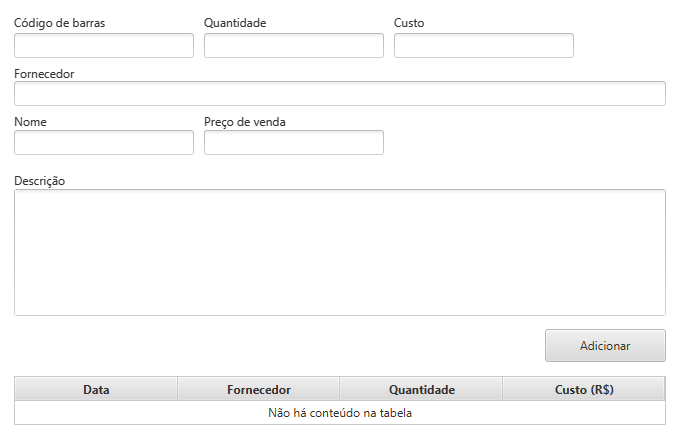 Código de barras Quantidade Custo
Fornecedor
Nome Preço de venda
Descrição
Adicionar
Data Fornecedor Quantidade Custo (R$)
Não há conteúdo na tabela